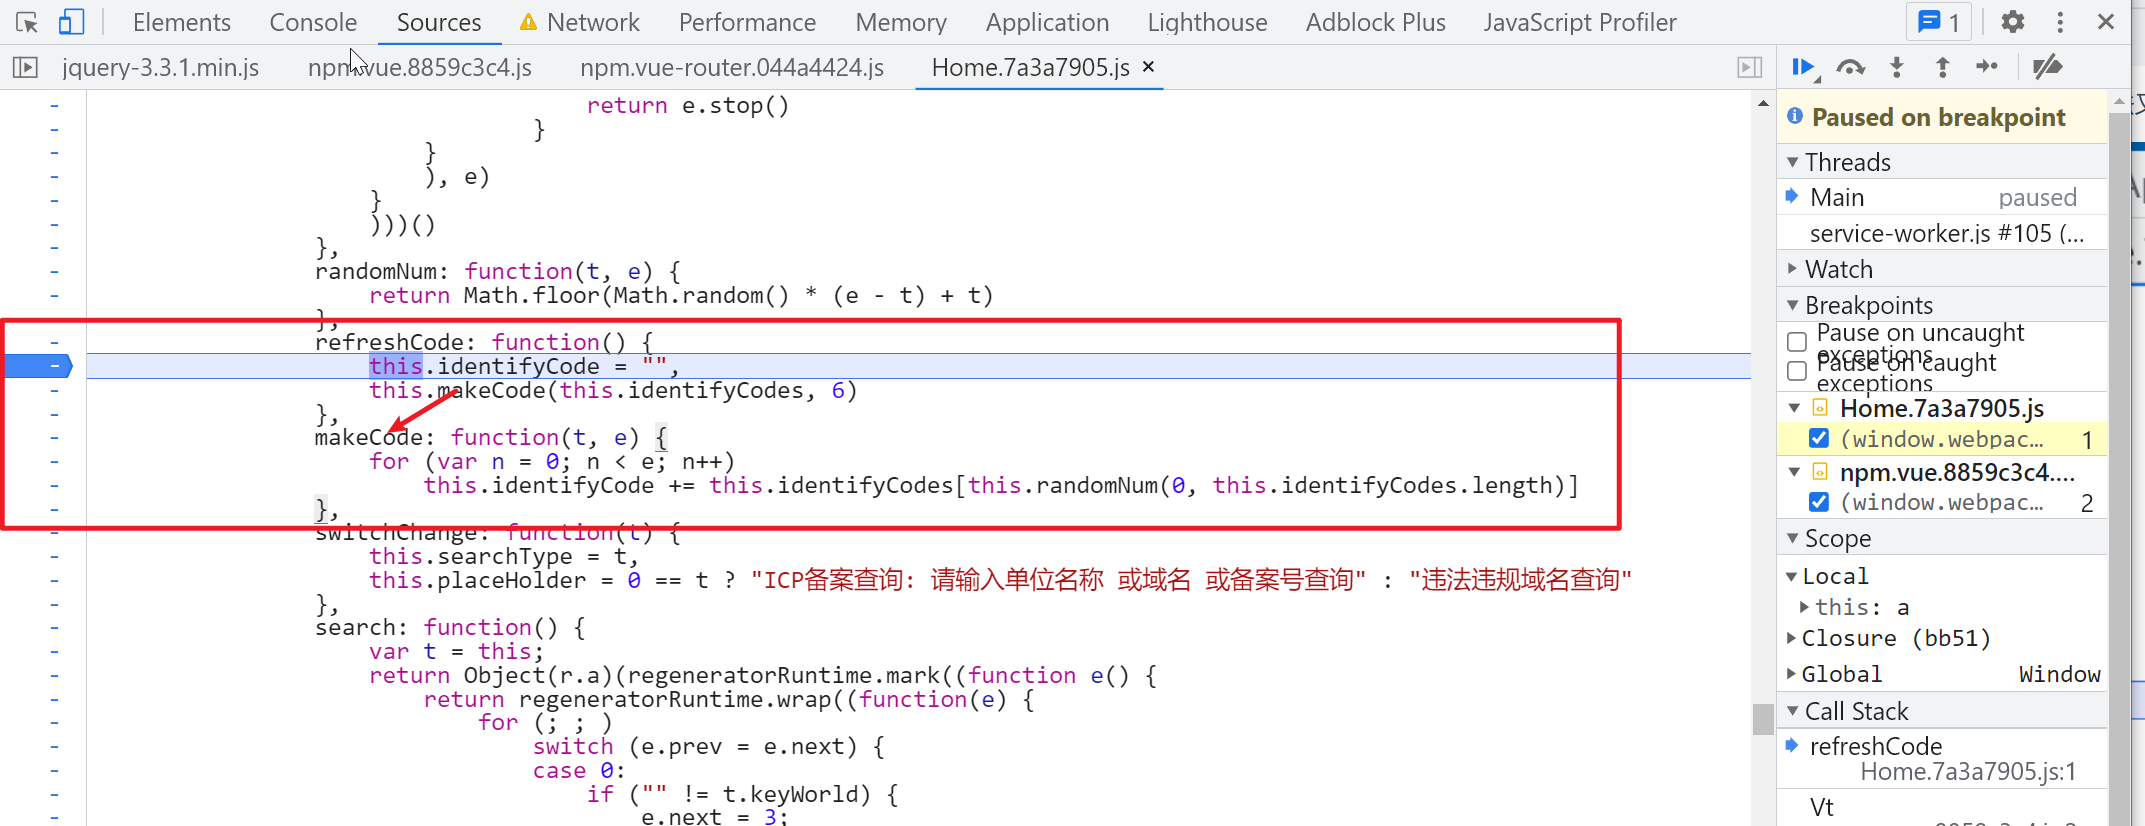 Elements Console Sources Network Performance Memory Application Lighthouse Adblock Plus JavaScript Profiler 1
jquery-3.3.1.min.js npm.vue.8859c3c4.js npm.vue-router.044a4424.js Home.7a3a7905.js ×
return e.stop()
}
}
), e)
}
)))()
},
randomNum: function(t, e) {
return Math.floor(Math.random() * (e - t) + t)
},
refreshCode: function() {
this.identifyCode = "",
this.makeCode(this.identifyCodes, 6)
},
makeCode: function(t, e) {
for (var n = 0; n < e; n++)
this.identifyCode += this.identifyCodes[this.randomNum(0, this.identifyCodes.length)]
},
switchChange: function(t) {
this.searchType = t,
this.placeHolder = 0 == t ? "ICP备案查询: 请输入单位名称 或域名 或备案号查询" : "违法违规域名查询"
},
search: function() {
var t = this;
return Object(r.a)(regeneratorRuntime.mark((function e() {
return regeneratorRuntime.wrap((function(e) {
for (; ; )
switch (e.prev = e.next) {
case 0:
if ("" != t.keyWorld) {
e.next = 3;
Paused on breakpoint
Threads
Main paused
service-worker.js #105 (...
Watch
Breakpoints
Pause on uncaught
exceptions
Pause on caught
exceptions
Home.7a3a7905.js
(window.webpac... 1
npm.vue.8859c3c4....
(window.webpac... 2
Scope
Local
this: a
Closure (bb51)
Global Window
Call Stack
refreshCode
Home.7a3a7905.js:1
Vt